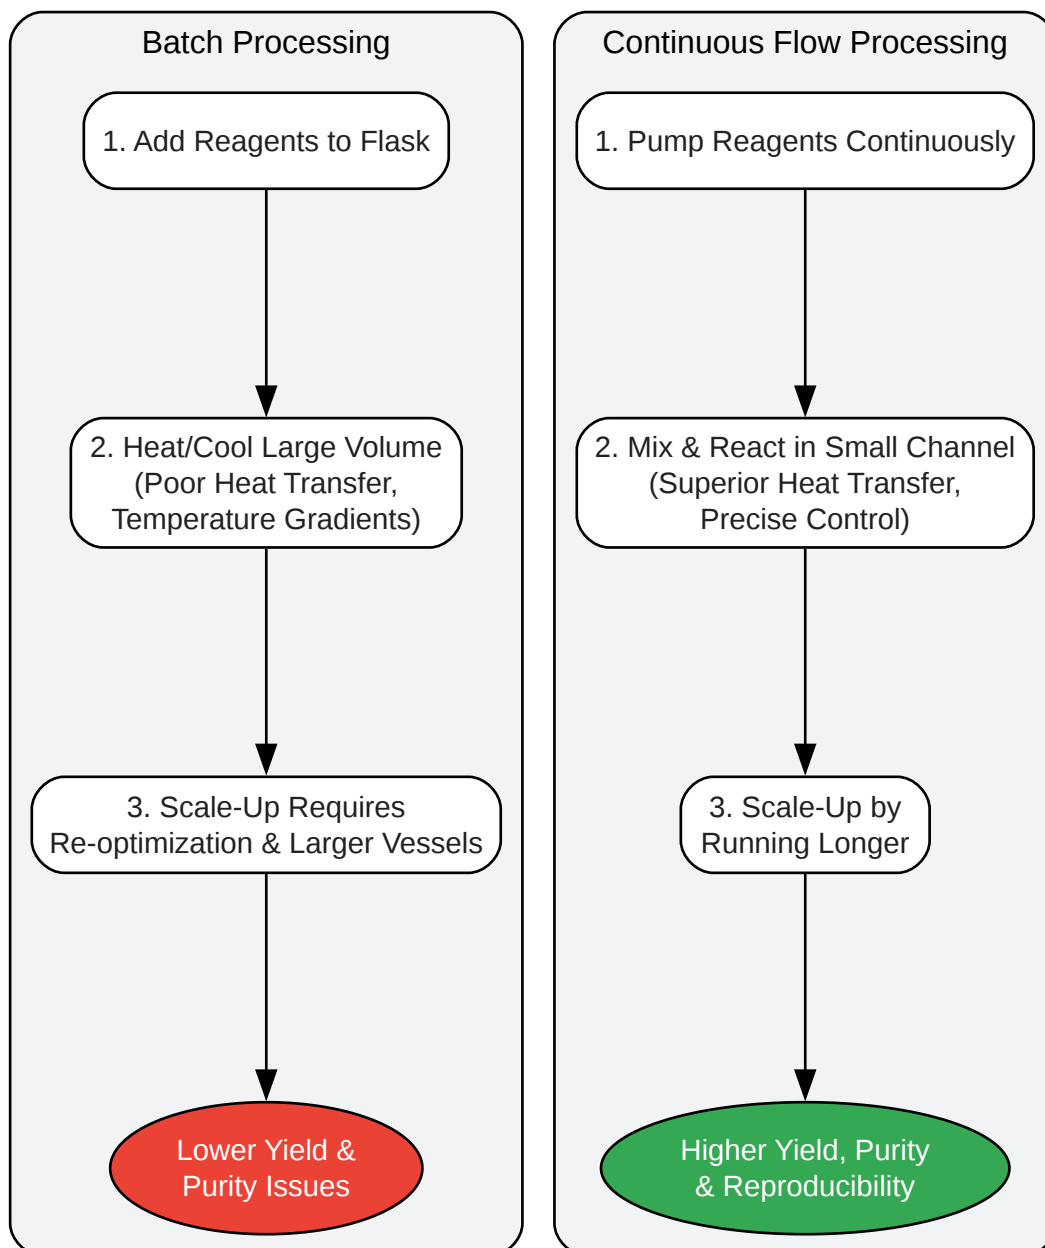 Batch Processing
1. Add Reagents to Flask
2. Heat/Cool Large Volume
(Poor Heat Transfer,
Temperature Gradients)
3. Scale-Up Requires
Re-optimization & Larger Vessels
Lower Yield &
Purity Issues
Continuous Flow Processing
1. Pump Reagents Continuously
2. Mix & React in Small Channel
(Superior Heat Transfer,
Precise Control)
3. Scale-Up by
Running Longer
Higher Yield, Purity
& Reproducibility